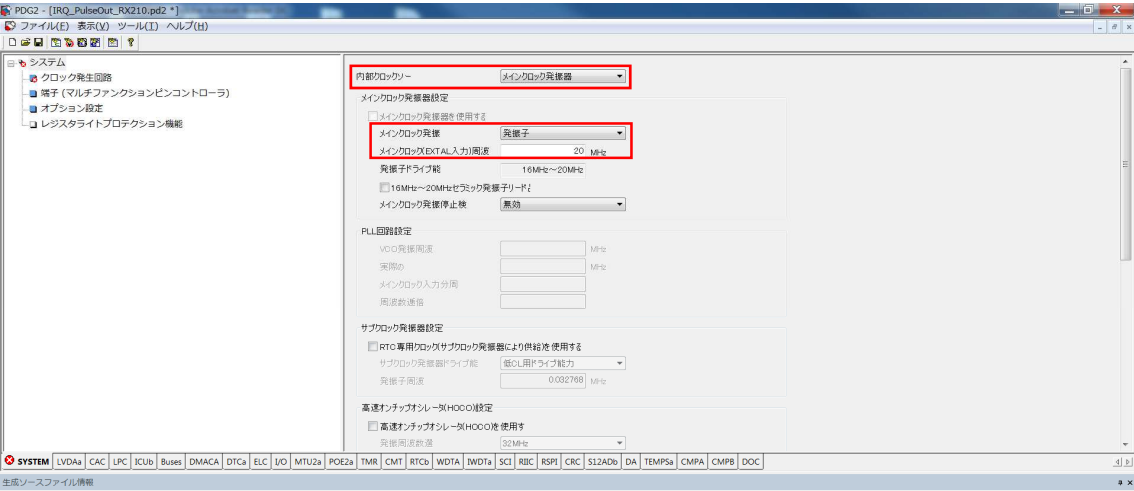 PDG2 - [IRQ_PulseOut_RX210.pd2 *]
ファイル(F) 表示(V) ツール(T) ヘルプ(H)
システム
クロック発生回路
端子 (マルチファンクションピンコントローラ)
オプション設定
レジスタライトプロテクション機能
内部クロックソー メインクロック発振器
メインクロック発振器設定
メインクロック発振器を使用する
メインクロック発振 発振子
メインクロック(EXTAL入力)周波 20 MHz
発振子ドライブ能 16MHz～20MHz
16MHz～20MHzセラミック発振子リード
メインクロック発振停止検 無効
PLL回路設定
VCO発振周波 MHz
実際の MHz
メインクロック入力分周
周波数逓倍
サブクロック発振器設定
RTC専用クロック(サブクロック発振器により供給)を使用する
サブクロック発振器ドライブ能 低CL用ドライブ能力
発振子周波 0.032768 MHz
高速オンチップオシレータ(HOCO)設定
高速オンチップオシレータ(HOCO)を使用す
発振周波数選 32MHz
SYSTEM LVDAa CAC LPC ICUb Buses DMACA DTCa ELC I/O MTU2a POE2a TMR CMT RTCb WDTA IWDTa SCI RIIC RSPI CRC S12ADb DA TEMPSa CMPA CMPB DOC
生成ソースファイル情報